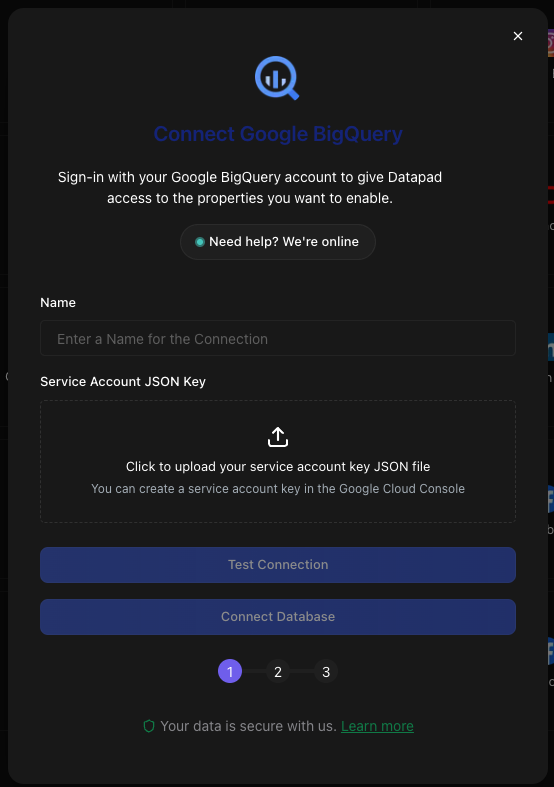 Connect Google BigQuery
Sign-in with your Google BigQuery account to give Datapad
access to the properties you want to enable.
Need help? We're online
Name
Enter a Name for the Connection
Service Account JSON Key
Click to upload your service account key JSON file
You can create a service account key in the Google Cloud Console
Test Connection
Connect Database
1 2 3
Your data is secure with us. Learn more